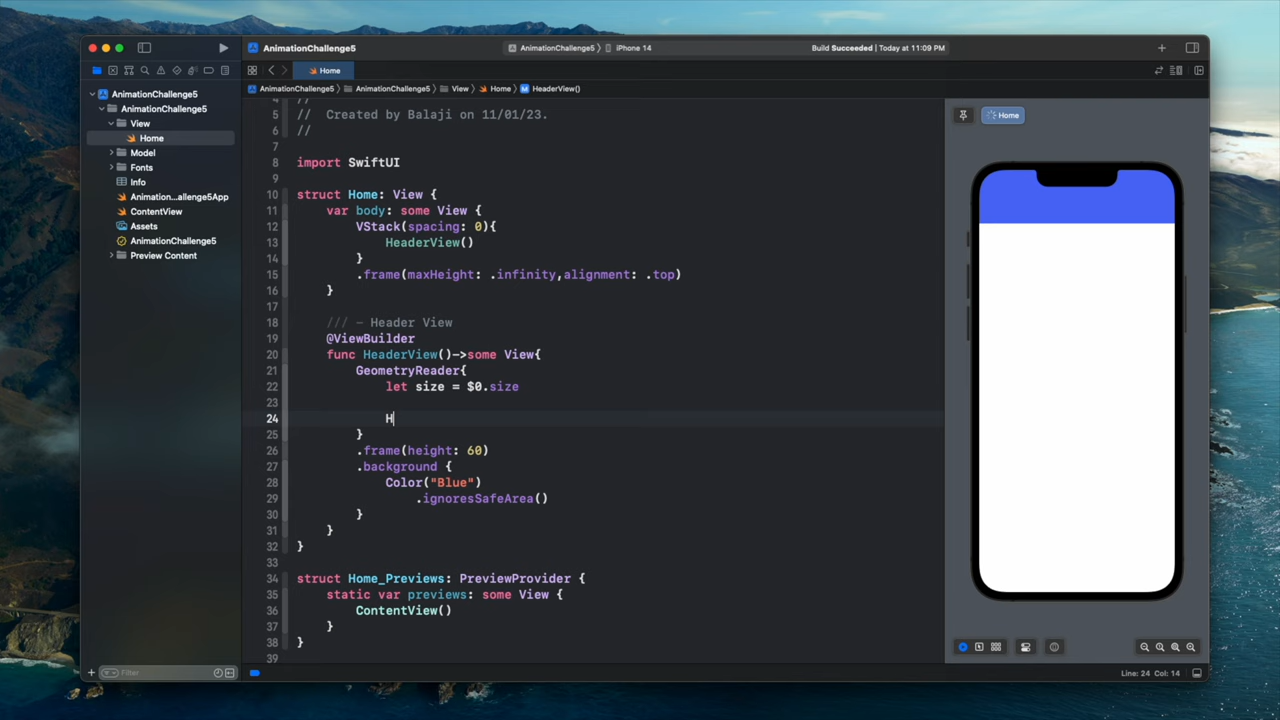 AnimationChallenge5
AnimationChallenge5 〉 iPhone 14
Build Succeeded | Today at 11:09 PM
Home
AnimationChallenge5 〉 AnimationChallenge5 〉 View 〉 Home 〉 M HeaderView()
AnimationChallenge5
AnimationChallenge5
View
Home
Model
Fonts
Info
Animation...allenge5App
ContentView
Assets
AnimationChallenge5
Preview Content
Filter
5 //  Created by Balaji on 11/01/23.
6 //
7
8 import SwiftUI
9
10 struct Home: View {
11     var body: some View {
12         VStack(spacing: 0){
13             HeaderView()
14         }
15         .frame(maxHeight: .infinity,alignment: .top)
16     }
17
18     /// - Header View
19     @ViewBuilder
20     func HeaderView()->some View{
21         GeometryReader{
22             let size = $0.size
23
24             H
25         }
26         .frame(height: 60)
27         .background {
28             Color("Blue")
29                 .ignoresSafeArea()
30         }
31     }
32 }
33
34 struct Home_Previews: PreviewProvider {
35     static var previews: some View {
36         ContentView()
37     }
38 }
39
Home
Line: 24 Col: 14